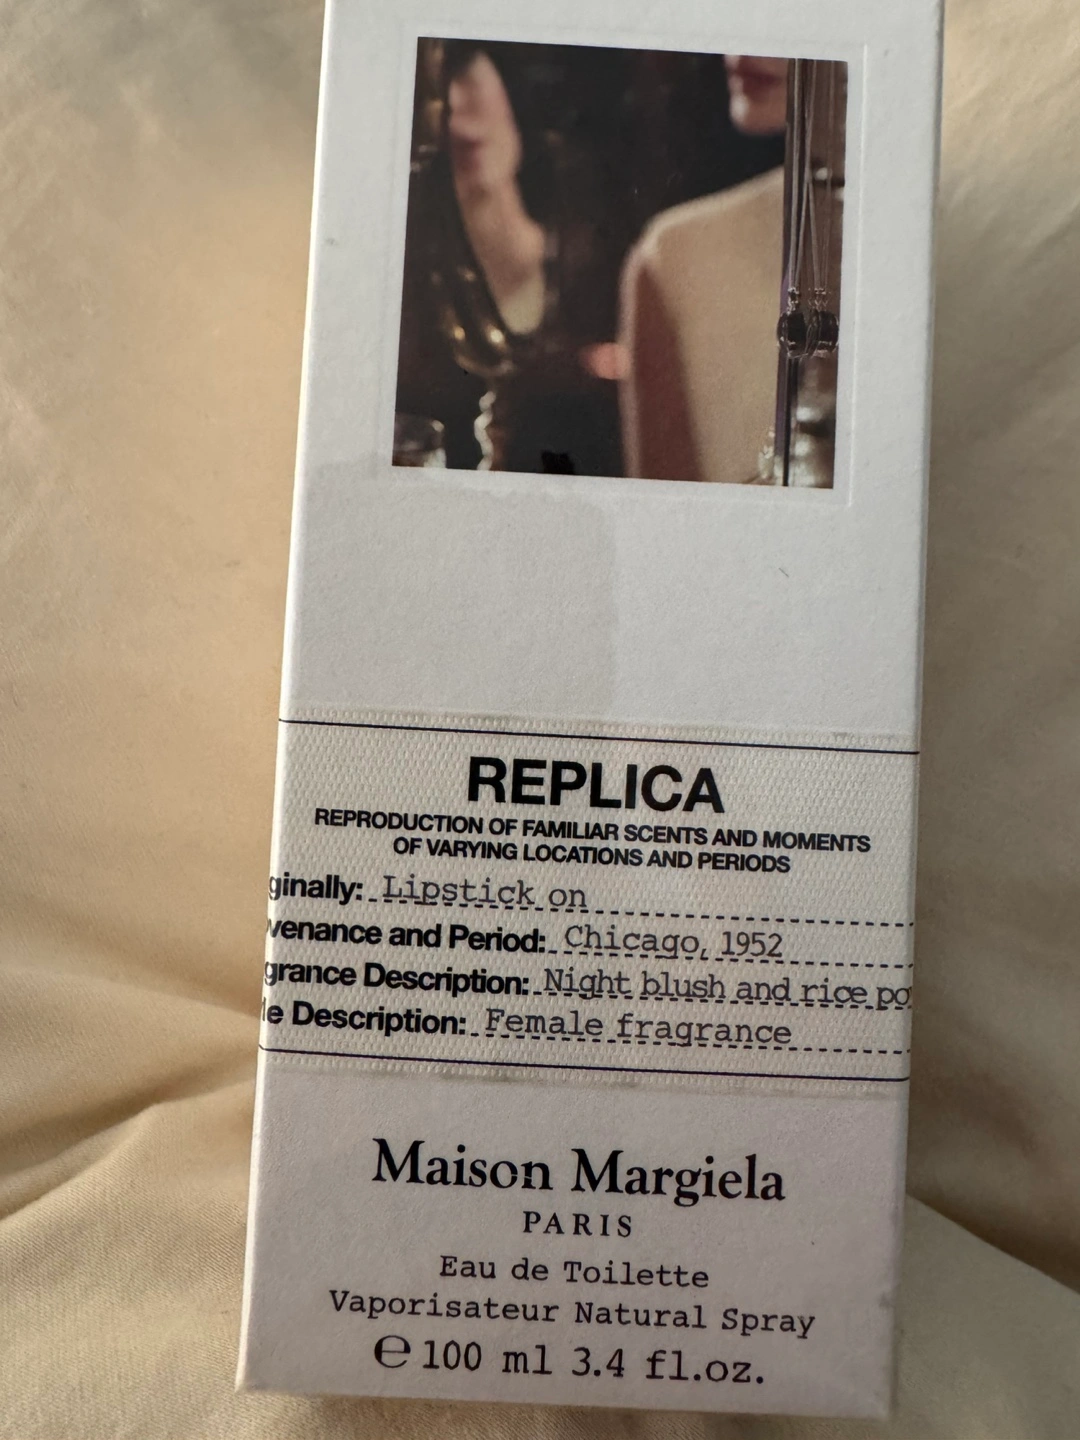 REPLICA
REPRODUCTION OF FAMILIAR SCENTS AND MOMENTS
OF VARYING LOCATIONS AND PERIODS
ginally: Lipstick on
venance and Period: Chicago, 1952
grance Description: Night blush and rice po
le Description: Female fragrance
Maison Margiela
PARIS
Eau de Toilette
Vaporisateur Natural Spray
℮ 100 ml 3.4 fl.oz.